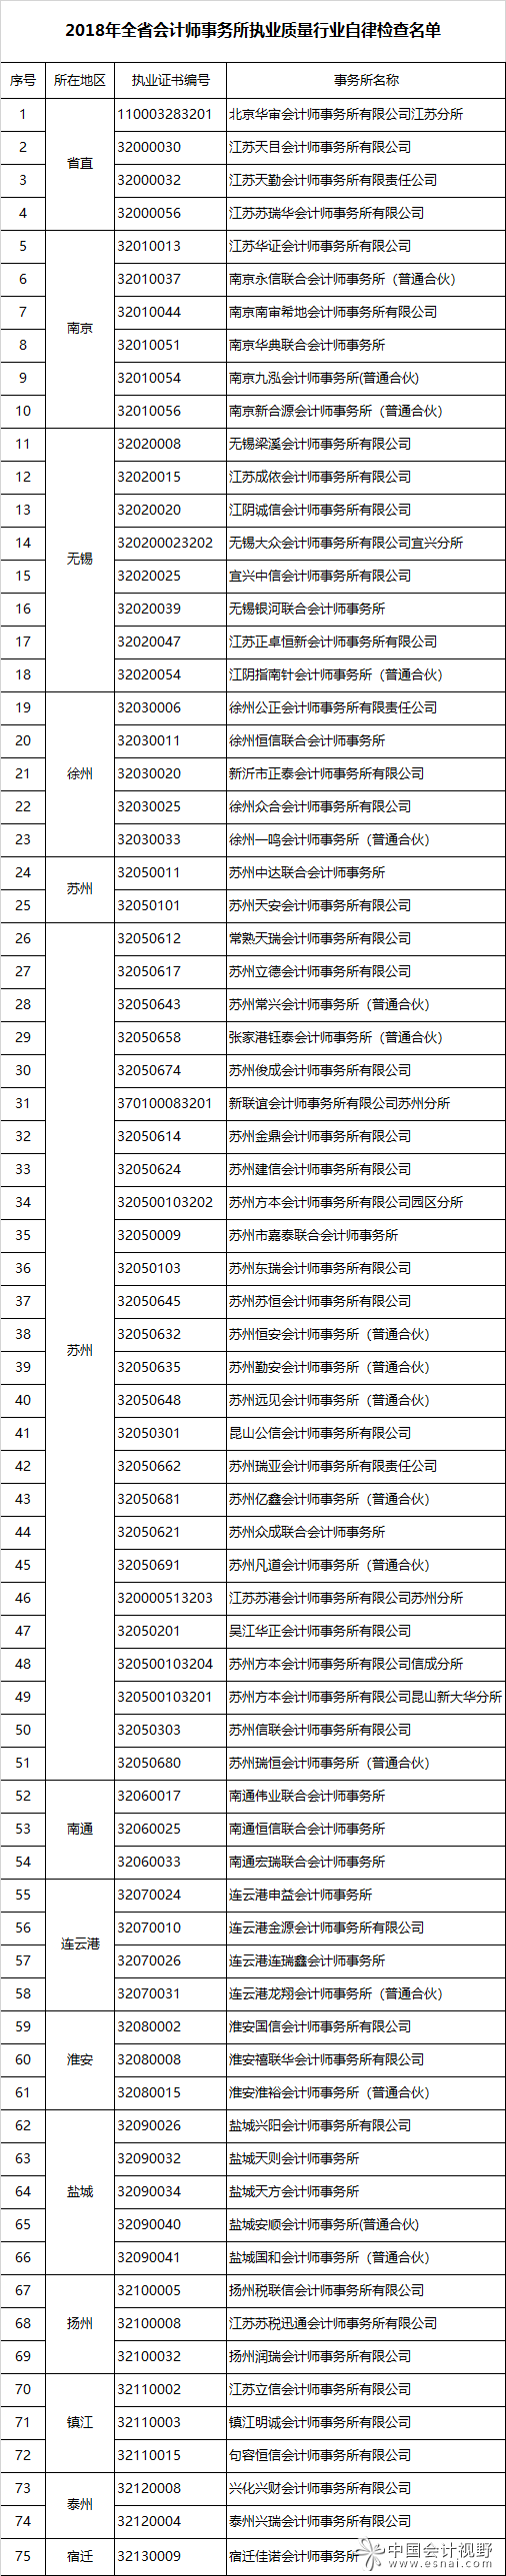 2018年全省会计师事务所执业质量行业自律检查名单
序号 所在地区 执业证书编号 事务所名称
1 省直 110003283201 北京华审会计师事务所有限公司江苏分所
2 32000030 江苏天目会计师事务所有限公司
3 32000032 江苏天勤会计师事务所有限责任公司
4 32000056 江苏苏瑞华会计师事务所有限公司
5 南京 32010013 江苏华证会计师事务所有限公司
6 32010037 南京永信联合会计师事务所（普通合伙）
7 32010044 南京南审希地会计师事务所有限公司
8 32010051 南京华典联合会计师事务所
9 32010054 南京九泓会计师事务所(普通合伙)
10 32010056 南京新合源会计师事务所（普通合伙）
11 无锡 32020008 无锡梁溪会计师事务所有限公司
12 32020015 江苏成依会计师事务所有限公司
13 32020020 江阴诚信会计师事务所有限公司
14 320200023202 无锡大众会计师事务所有限公司宜兴分所
15 32020025 宜兴中信会计师事务所有限公司
16 32020039 无锡银河联合会计师事务所
17 32020047 江苏正卓恒新会计师事务所有限公司
18 32020054 江阴指南针会计师事务所（普通合伙）
19 徐州 32030006 徐州公正会计师事务所有限责任公司
20 32030011 徐州恒信联合会计师事务所
21 32030020 新沂市正泰会计师事务所有限公司
22 32030025 徐州众合会计师事务所有限公司
23 32030033 徐州一鸣会计师事务所（普通合伙）
24 苏州 32050011 苏州中达联合会计师事务所
25 32050101 苏州天安会计师事务所有限公司
26 苏州 32050612 常熟天瑞会计师事务所有限公司
27 32050617 苏州立德会计师事务所有限公司
28 32050643 苏州常兴会计师事务所（普通合伙）
29 32050658 张家港钰泰会计师事务所（普通合伙）
30 32050674 苏州俊成会计师事务所有限公司
31 370100083201 新联谊会计师事务所有限公司苏州分所
32 32050614 苏州金鼎会计师事务所有限公司
33 32050624 苏州建信会计师事务所有限公司
34 320500103202 苏州方本会计师事务所有限公司园区分所
35 32050009 苏州市嘉泰联合会计师事务所
36 32050103 苏州东瑞会计师事务所有限公司
37 32050645 苏州苏恒会计师事务所有限公司
38 32050632 苏州恒安会计师事务所（普通合伙）
39 32050635 苏州勤安会计师事务所（普通合伙）
40 32050648 苏州远见会计师事务所（普通合伙）
41 32050301 昆山公信会计师事务所有限公司
42 32050662 苏州瑞亚会计师事务所有限责任公司
43 32050681 苏州亿鑫会计师事务所（普通合伙）
44 32050621 苏州众成联合会计师事务所
45 32050691 苏州凡道会计师事务所（普通合伙）
46 320000513203 江苏苏港会计师事务所有限公司苏州分所
47 32050201 吴江华正会计师事务所有限公司
48 320500103204 苏州方本会计师事务所有限公司信成分所
49 320500103201 苏州方本会计师事务所有限公司昆山新大华分所
50 32050303 苏州信联会计师事务所有限公司
51 32050680 苏州瑞恒会计师事务所（普通合伙）
52 南通 32060017 南通伟业联合会计师事务所
53 32060025 南通恒信联合会计师事务所
54 32060033 南通宏瑞联合会计师事务所
55 连云港 32070024 连云港申益会计师事务所
56 32070010 连云港金源会计师事务所有限公司
57 32070026 连云港连瑞鑫会计师事务所
58 32070031 连云港龙翔会计师事务所（普通合伙）
59 淮安 32080002 淮安国信会计师事务所有限公司
60 32080008 淮安禧联华会计师事务所有限公司
61 32080015 淮安淮裕会计师事务所（普通合伙）
62 盐城 32090026 盐城兴阳会计师事务所有限公司
63 32090032 盐城天则会计师事务所
64 32090034 盐城天方会计师事务所
65 32090040 盐城安顺会计师事务所(普通合伙)
66 32090041 盐城国和会计师事务所（普通合伙）
67 扬州 32100005 扬州税联信会计师事务所有限公司
68 32100008 江苏苏税迅通会计师事务所有限公司
69 32100032 扬州润瑞会计师事务所有限公司
70 镇江 32110002 江苏立信会计师事务所有限公司
71 32110003 镇江明诚会计师事务所有限公司
72 32110015 句容恒信会计师事务所有限公司
73 泰州 32120008 兴化兴财会计师事务所有限公司
74 32120004 泰州兴瑞会计师事务所有限公司
75 宿迁 32130009 宿迁佳诺会计师事务所
中国会计视野
www.esnai.com